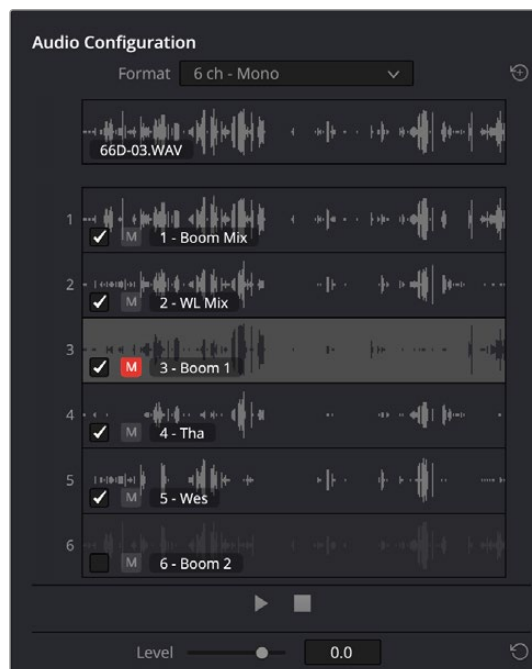 Audio Configuration
Format 6 ch - Mono
66D-03.WAV
1 M 1 - Boom Mix
2 M 2 - WL Mix
3 M 3 - Boom 1
4 M 4 - Tha
5 M 5 - Wes
6 M 6 - Boom 2
Level 0.0